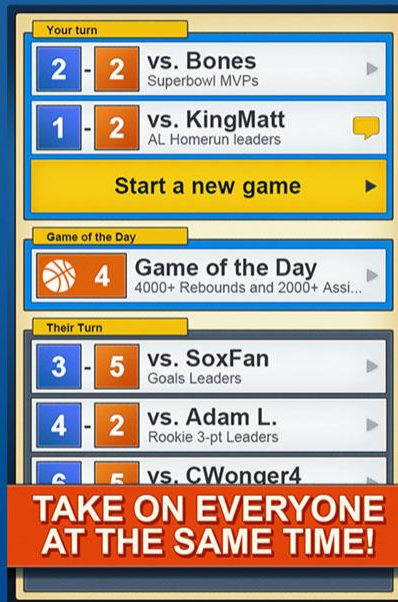 Your turn
2 - 2 vs. Bones
Superbowl MVPs
1 - 2 vs. KingMatt
AL Homerun leaders
Start a new game
Game of the Day
4 Game of the Day
4000+ Rebounds and 2000+ Assi...
Their Turn
3 - 5 vs. SoxFan
Goals Leaders
4 - 2 vs. Adam L.
Rookie 3-pt Leaders
6 5 vs. CWonger4
TAKE ON EVERYONE
AT THE SAME TIME!